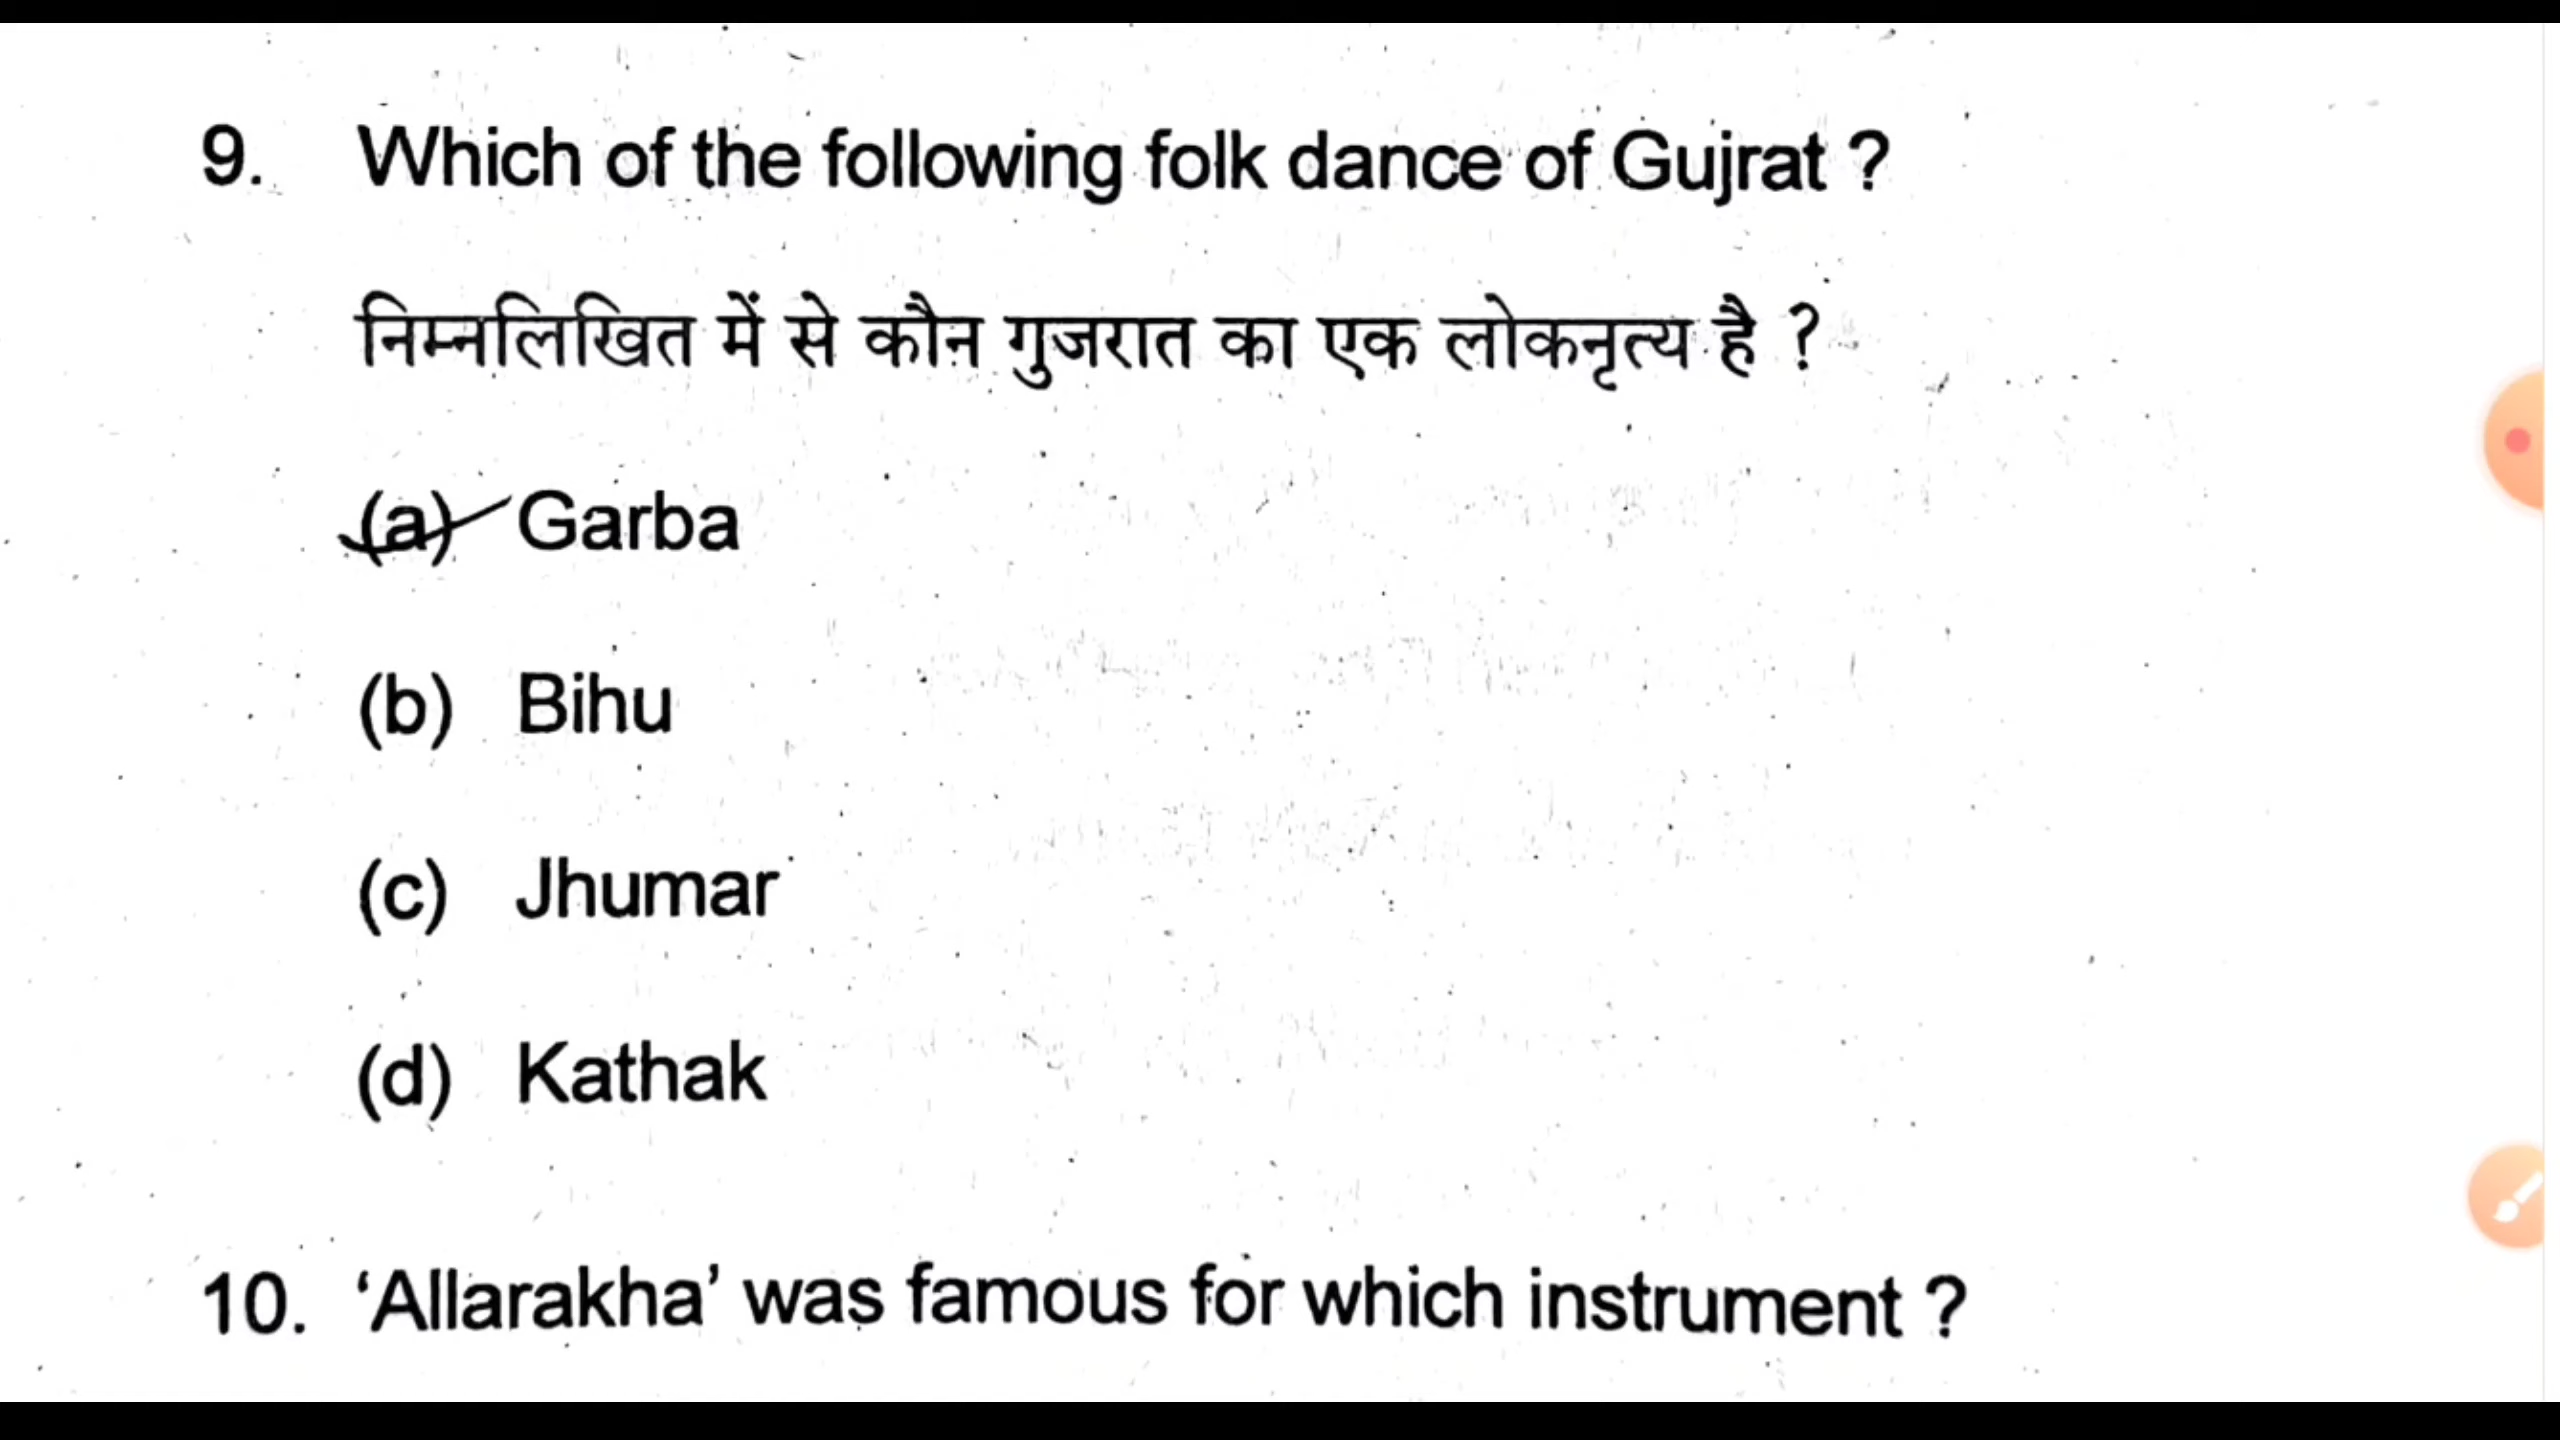 9. Which of the following folk dance of Gujrat ?
निम्नलिखित में से कौन गुजरात का एक लोकनृत्य है ?
(a) Garba
(b) Bihu
(c) Jhumar
(d) Kathak
10. ‘Allarakha’ was famous for which instrument ?